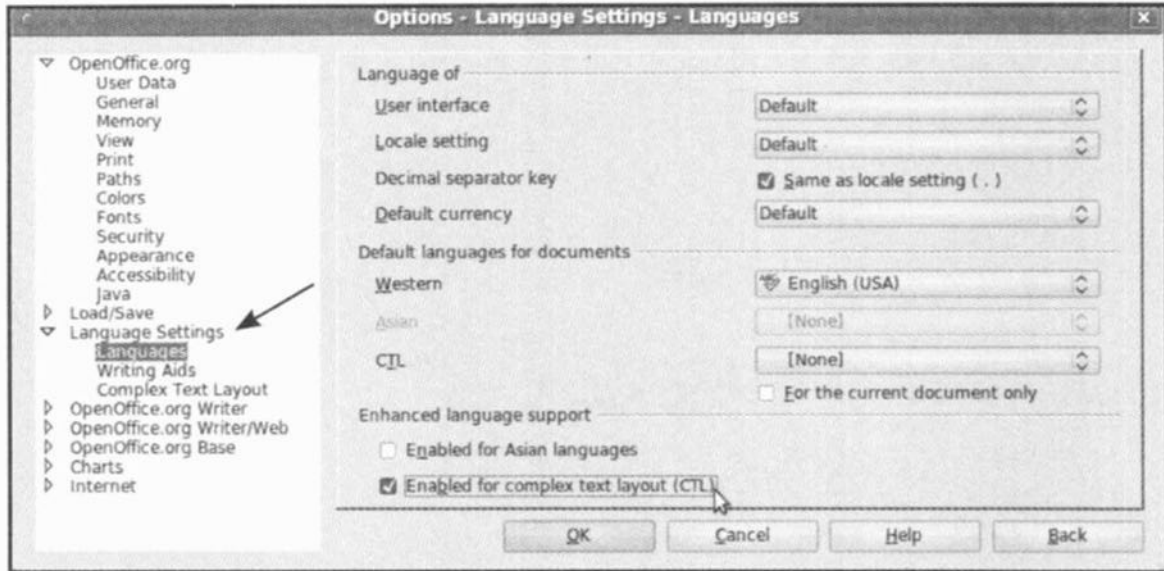 Options - Language Settings - Languages
OpenOffice.org
User Data
General
Memory
View
Print
Paths
Colors
Fonts
Security
Appearance
Accessibility
Java
Load/Save
Language Settings
Languages
Writing Aids
Complex Text Layout
OpenOffice.org Writer
OpenOffice.org Writer/Web
OpenOffice.org Base
Charts
Internet
Language of
User interface Default
Locale setting Default
Decimal separator key Same as locale setting ( . )
Default currency Default
Default languages for documents
Western English (USA)
Asian [None]
CTL [None]
For the current document only
Enhanced language support
Enabled for Asian languages
Enabled for complex text layout (CTL)
OK Cancel Help Back